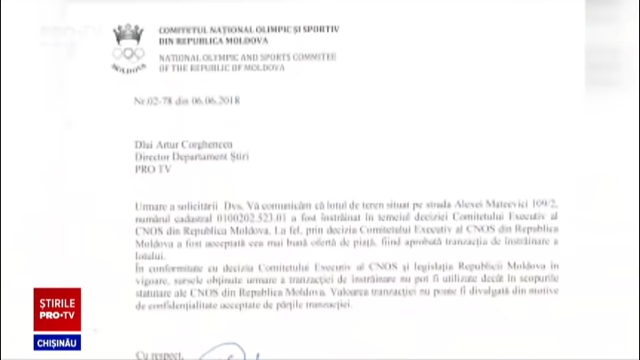 COMITETUL NAȚIONAL OLIMPIC ȘI SPORTIV
DIN REPUBLICA MOLDOVA
NATIONAL OLYMPIC AND SPORTS COMMITEE
OF THE REPUBLIC OF MOLDOVA
MOLDOVA
Nr.02-78 din 06.06.2018
Dlui Artur Corghencea
Director Departament Știri
PRO TV
Urmare a solicitării Dvs. Vă comunicăm că lotul de teren situat pe strada Alexei Mateevici 109/2,
numărul cadastral 0100202.523.01 a fost înstrăinat în temeiul deciziei Comitetului Executiv al
CNOS din Republica Moldova. La fel, prin decizia Comitetului Executiv al CNOS din Republica
Moldova a fost acceptată cea mai bună ofertă de piață, fiind aprobată tranzacția de înstrăinare a
lotului.
În conformitate cu decizia Comitetului Executiv al CNOS și legislația Republicii Moldova în
vigoare, sursele obținute urmare a tranzacției de înstrăinare nu pot fi utilizate decât în scopurile
statutare ale CNOS din Republica Moldova. Valoarea tranzacției nu poate fi divulgată din motive
de confidențialitate acceptate de părțile tranzacției.
Cu respect,
ȘTIRILE
PRO•TV
CHIȘINĂU